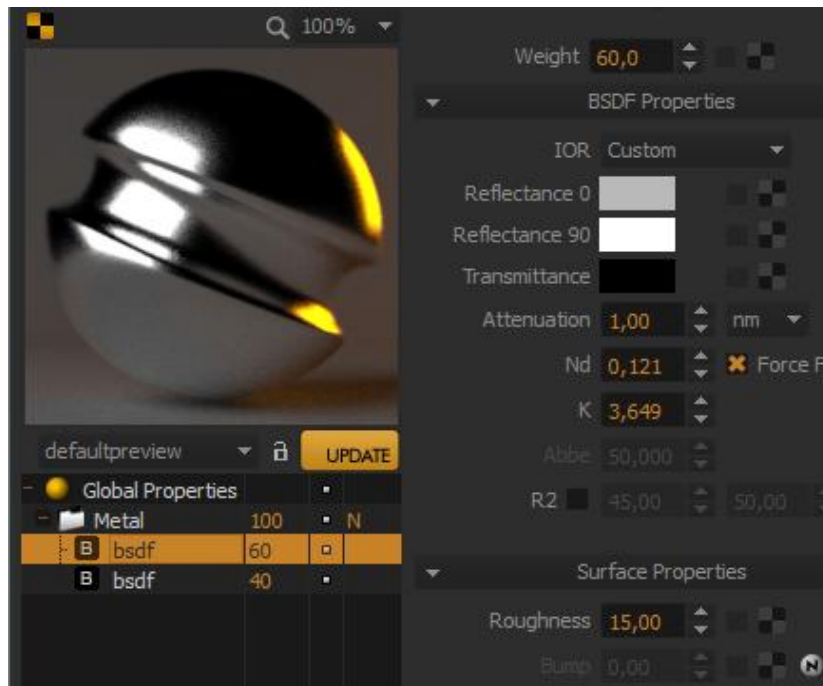 100%
defaultpreview UPDATE
Global Properties
Metal 100 N
B bsdf 60
B bsdf 40
Weight 60,0
BSDF Properties
IOR Custom
Reflectance 0
Reflectance 90
Transmittance
Attenuation 1,00 nm
Nd 0,121 Force F
K 3,649
Abbe 50,000
R2 45,00 50,00
Surface Properties
Roughness 15,00
Bump 0,00 N